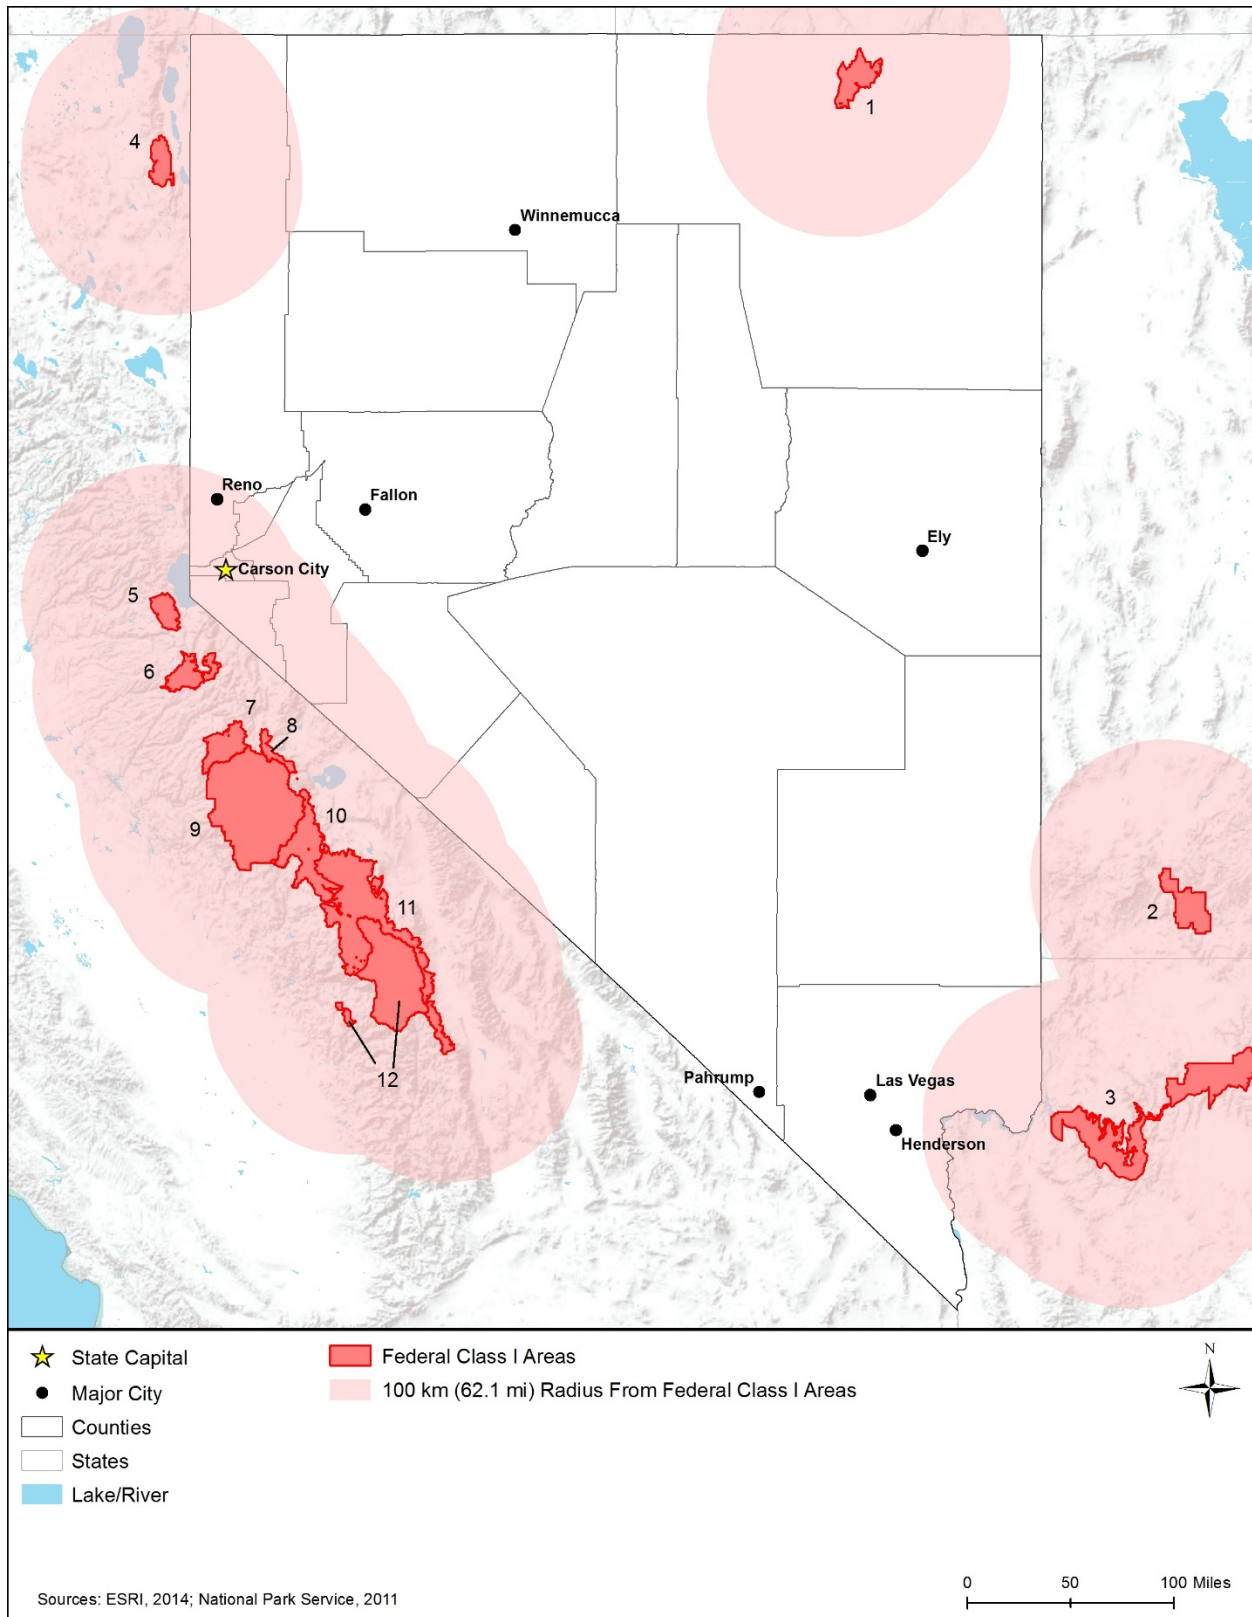 1
4
Winnemucca
Reno
Fallon
Ely
Carson City
5
6
7
8
9
10
2
11
12
Pahrump
Las Vegas
3
Henderson
State Capital
Major City
Counties
States
Lake/River
Federal Class I Areas
100 km (62.1 mi) Radius From Federal Class I Areas
N
0 50 100 Miles
Sources: ESRI, 2014; National Park Service, 2011